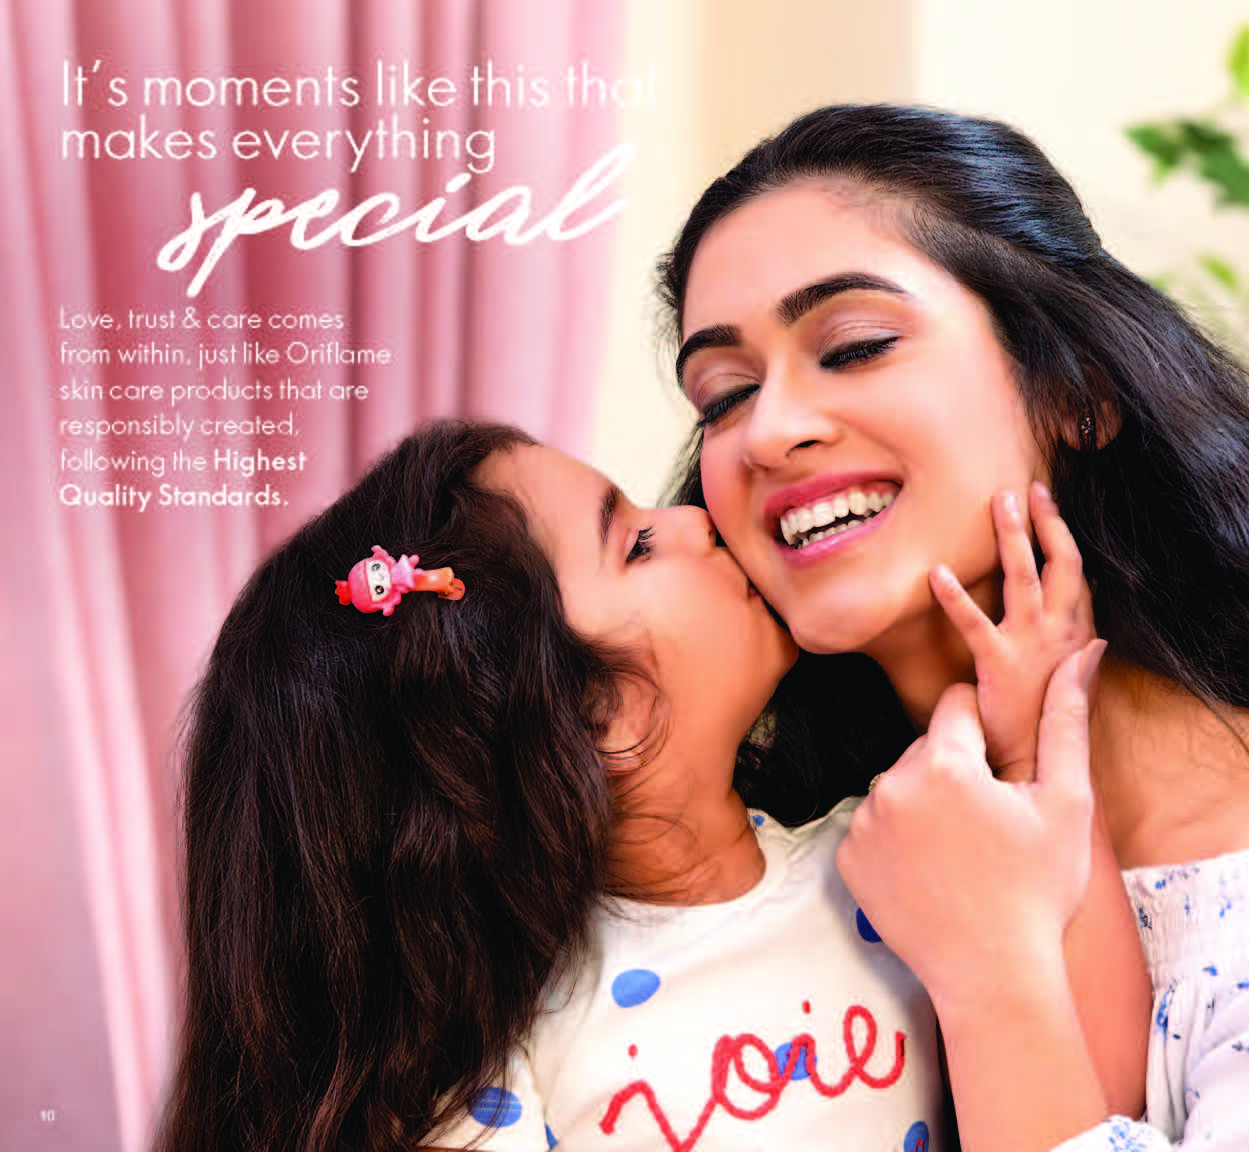 It's moments like this that
makes everything
special
Love, trust & care comes
from within, just like Oriflame
skin care products that are
responsibly created,
following the Highest
Quality Standards.
joie
10